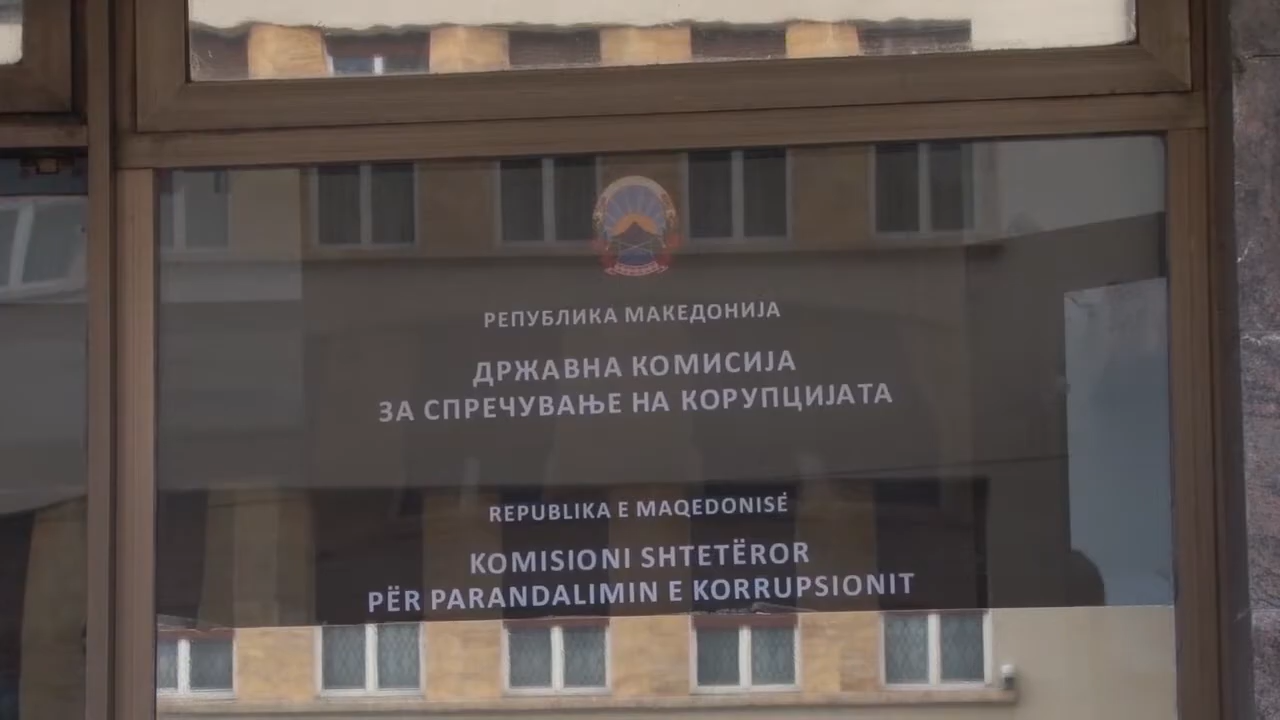 РЕПУБЛИКА МАКЕДОНИЈА
ДРЖАВНА КОМИСИЈА
ЗА СПРЕЧУВАЊЕ НА КОРУПЦИЈАТА
REPUBLIKA E MAQEDONISË
KOMISIONI SHTETËROR
PËR PARANDALIMIN E KORRUPSIONIT